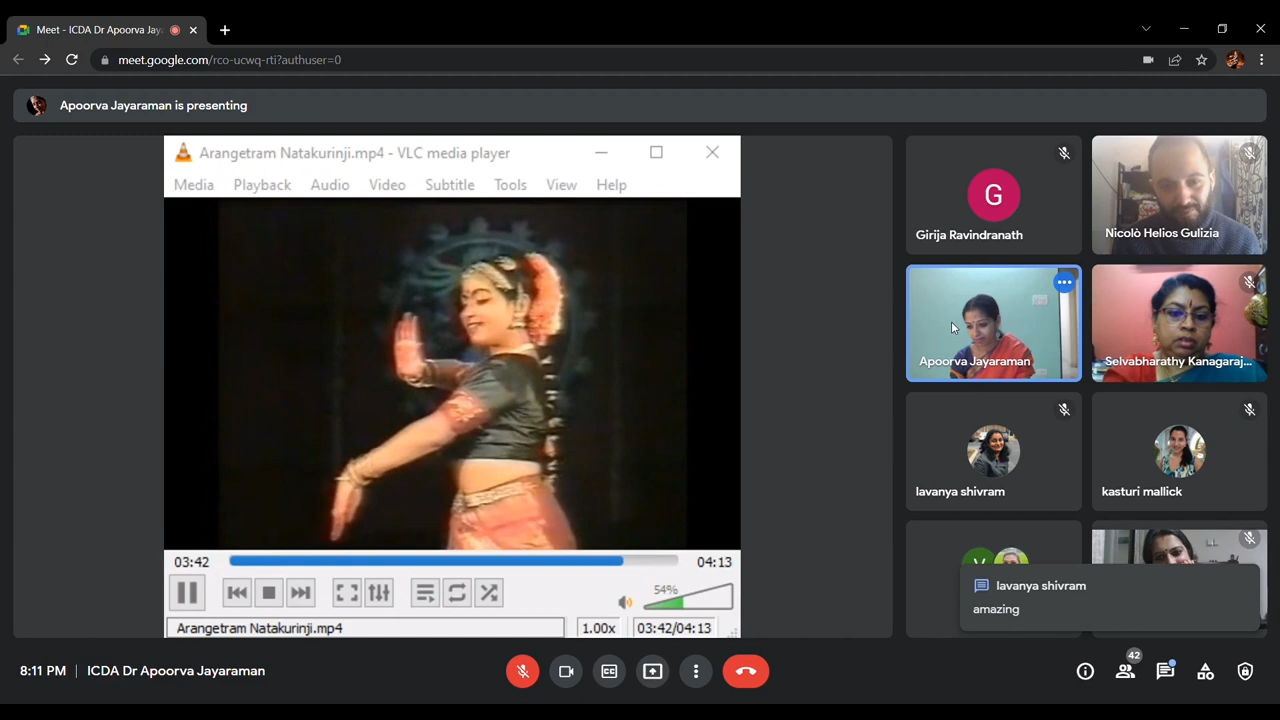 Meet - ICDA Dr Apoorva Jay
meet.google.com/rco-ucwq-rti?authuser=0
Apoorva Jayaraman is presenting
Arangetram Natakurinji.mp4 - VLC media player
Media Playback Audio Video Subtitle Tools View Help
03:42 04:13
54%
Arangetram Natakurinji.mp4 1.00x 03:42/04:13
G
Girija Ravindranath
Nicolò Helios Gulizia
Apoorva Jayaraman
Selvabharathy Kanagaraj...
lavanya shivram
kasturi mallick
lavanya shivram
amazing
8:11 PM | ICDA Dr Apoorva Jayaraman
42